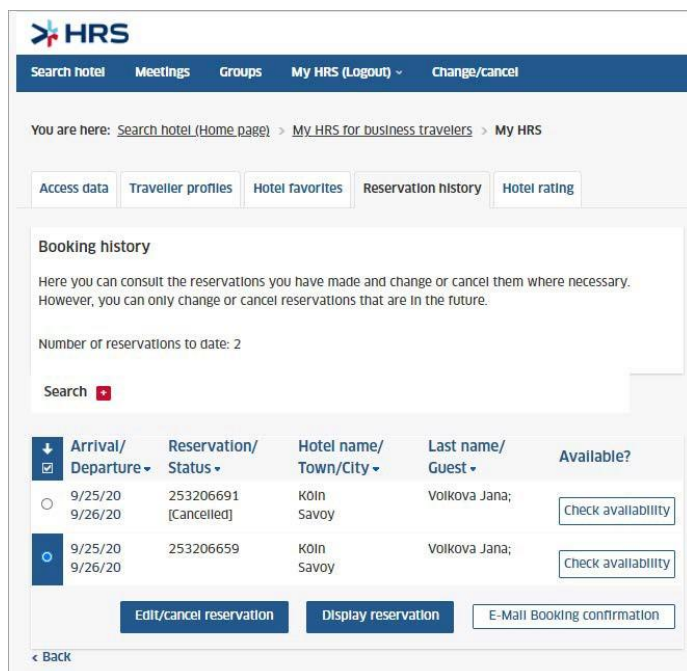 HRS
Search hotel Meetings Groups My HRS (Logout) Change/cancel
You are here: Search hotel (Home page) > My HRS for business travelers > My HRS
Access data Traveller profiles Hotel favorites Reservation history Hotel rating
Booking history
Here you can consult the reservations you have made and change or cancel them where necessary.
However, you can only change or cancel reservations that are in the future.
Number of reservations to date: 2
Search +
Arrival/ Reservation/ Hotel name/ Last name/ Available?
Departure Status Town/City Guest
9/25/20 253206691 Köln Volkova Jana; Check availability
9/26/20 [Cancelled] Savoy
9/25/20 253206659 Köln Volkova Jana; Check availability
9/26/20 Savoy
Edit/cancel reservation Display reservation E-Mail Booking confirmation
< Back